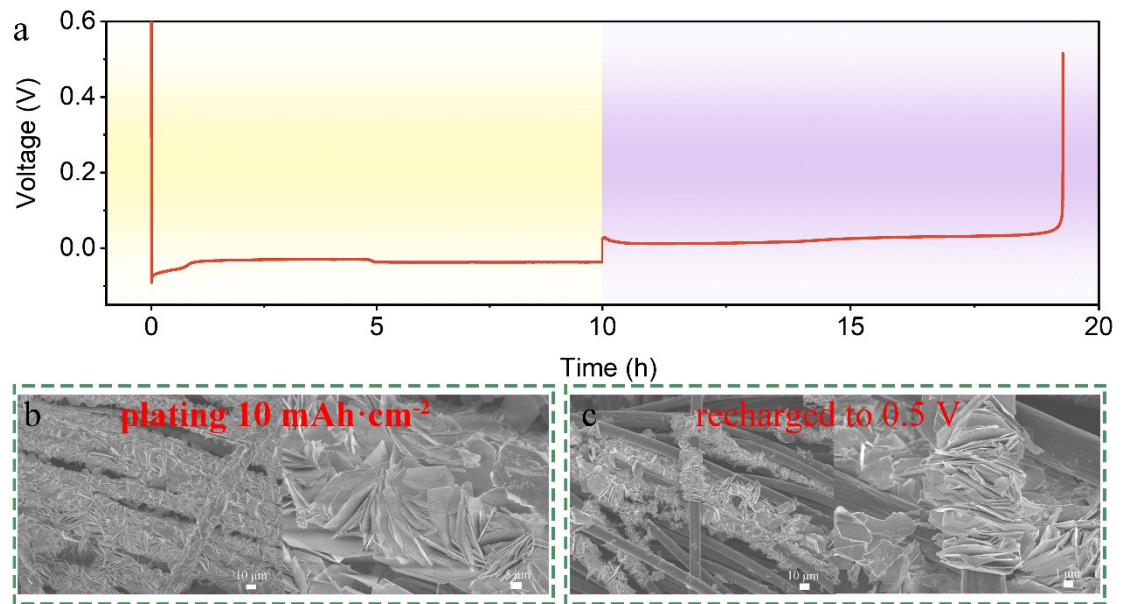 a
Voltage (V)
0.6
0.4
0.2
0.0
0
5
10
15
20
Time (h)
b
plating 10 mAh·cm⁻²
10 μm
5 μm
c
recharged to 0.5 V
10 μm
1 μm